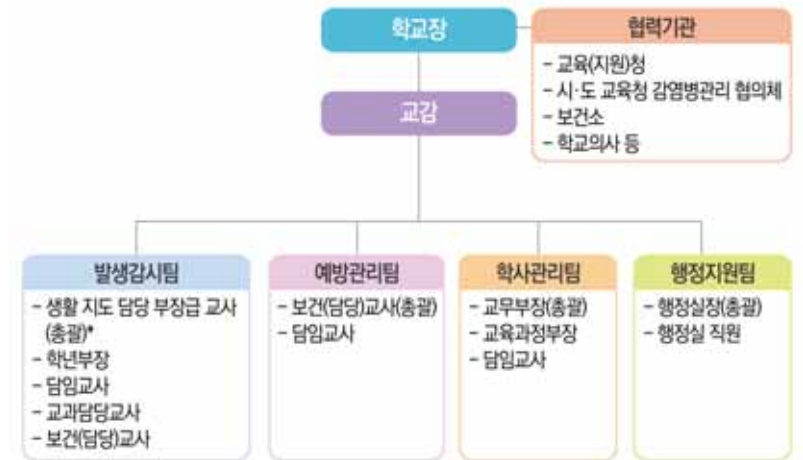 학교장
협력기관
- 교육(지원)청
- 시·도 교육청 감염병관리 협의체
- 보건소
- 학교의사 등
교감
발생감시팀
- 생활 지도 담당 부장급 교사
(총괄)*
- 학년부장
- 담임교사
- 교과담당교사
- 보건(담당)교사
예방관리팀
- 보건(담당)교사(총괄)
- 담임교사
학사관리팀
- 교무부장(총괄)
- 교육과정부장
- 담임교사
행정지원팀
- 행정실장(총괄)
- 행정실 직원